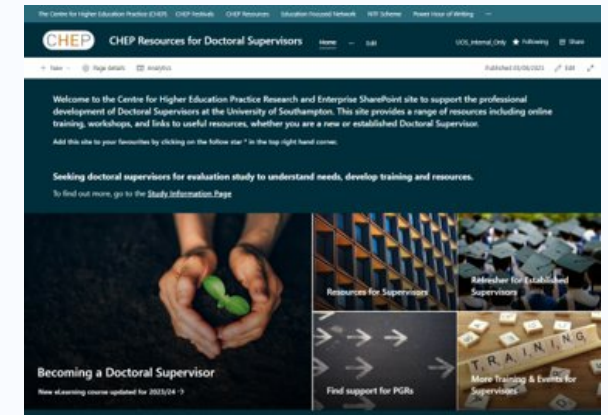 The Centre for Higher Education Practice (CHEP) CHEP Festivals CHEP Resources Education Focused Network NTF Scheme Power Hour of Writing ...
CHEP CHEP Resources for Doctoral Supervisors Home ... Edit UOS_Internal_Only ★ Following Share
+ New Page details Analytics Published 03/08/2023 Edit
Welcome to the Centre for Higher Education Practice Research and Enterprise SharePoint site to support the professional
development of Doctoral Supervisors at the University of Southampton. This site provides a range of resources including online
training, workshops, and links to useful resources, whether you are a new or established Doctoral Supervisor.
Add this site to your favourites by clicking on the follow star * in the top right hand corner.
Seeking doctoral supervisors for evaluation study to understand needs, develop training and resources.
To find out more, go to the Study Information Page
Resources for Supervisors
Refresher for Established
Supervisors
Becoming a Doctoral Supervisor
New eLearning course updated for 2023/24 →
Find support for PGRs
TRAINING
More Training & Events for
Supervisors